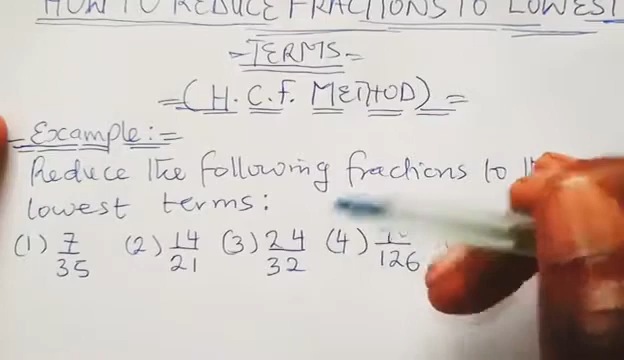 HOW TO REDUCE FRACTIONS TO LOWEST
TERMS
(H.C.F. METHOD)
Example:
Reduce the following fractions to
lowest terms:
(1) 7/35 (2) 14/21 (3) 24/32 (4) /126